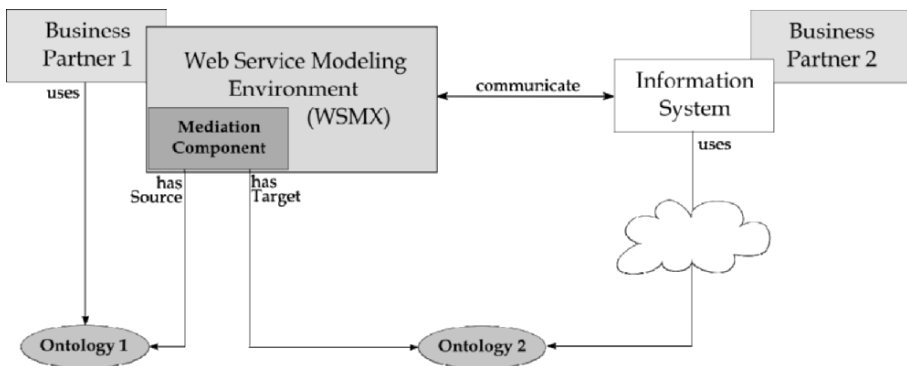 Business
Partner 1
Web Service Modeling
Environment
(WSMX)
Mediation
Component
communicate
Information
System
Business
Partner 2
uses
uses
has
Source
has
Target
Ontology 1
Ontology 2